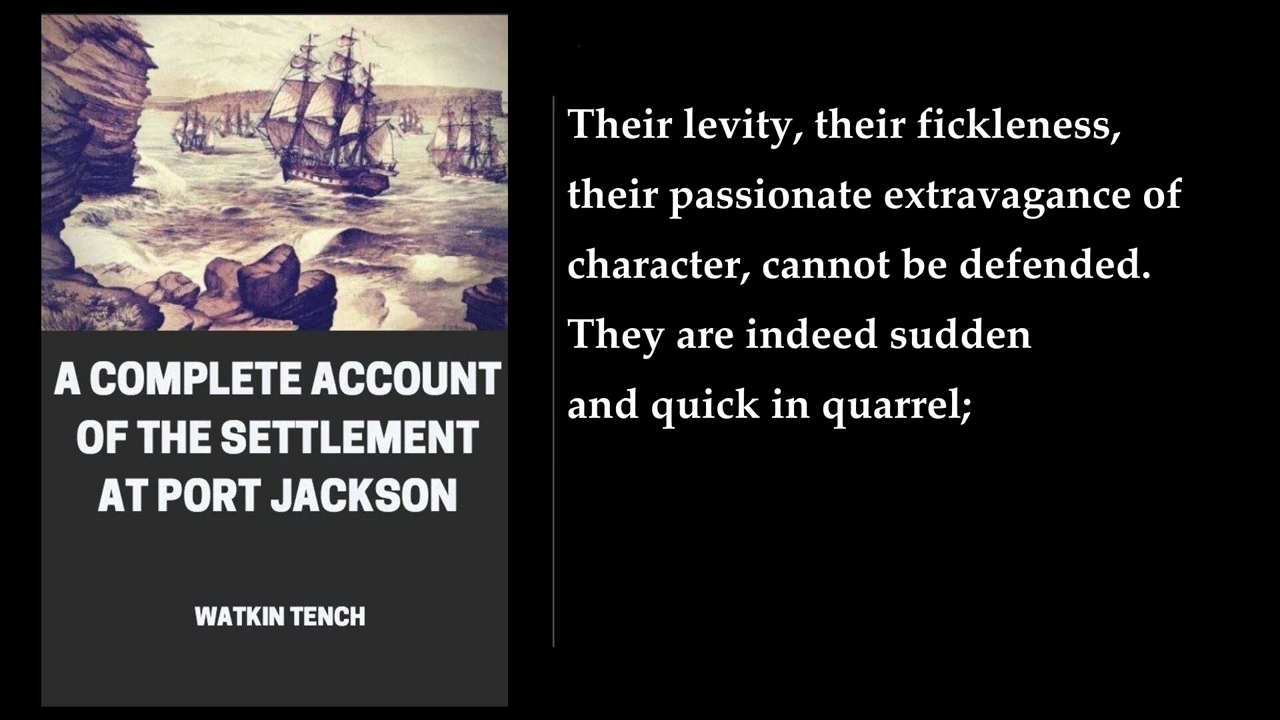 A COMPLETE ACCOUNT
OF THE SETTLEMENT
AT PORT JACKSON
WATKIN TENCH
Their levity, their fickleness,
their passionate extravagance of
character, cannot be defended.
They are indeed sudden
and quick in quarrel;